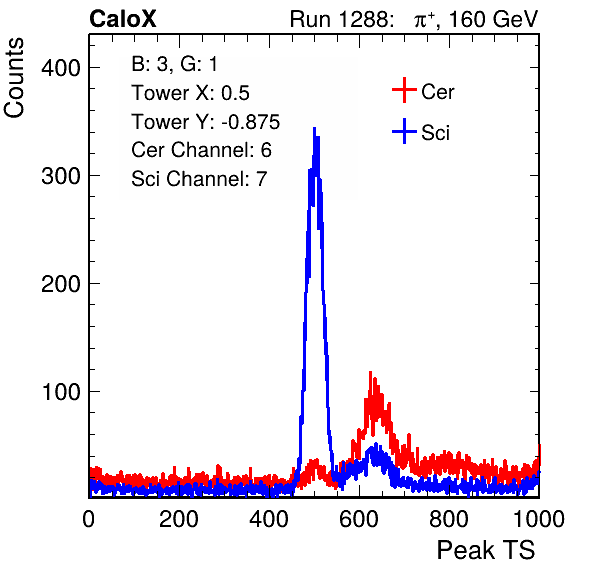 CaloX Run 1288: π+, 160 GeV
Counts
400
300
200
100
B: 3, G: 1
Tower X: 0.5
Tower Y: -0.875
Cer Channel: 6
Sci Channel: 7
Cer
Sci
0 200 400 600 800 1000
Peak TS